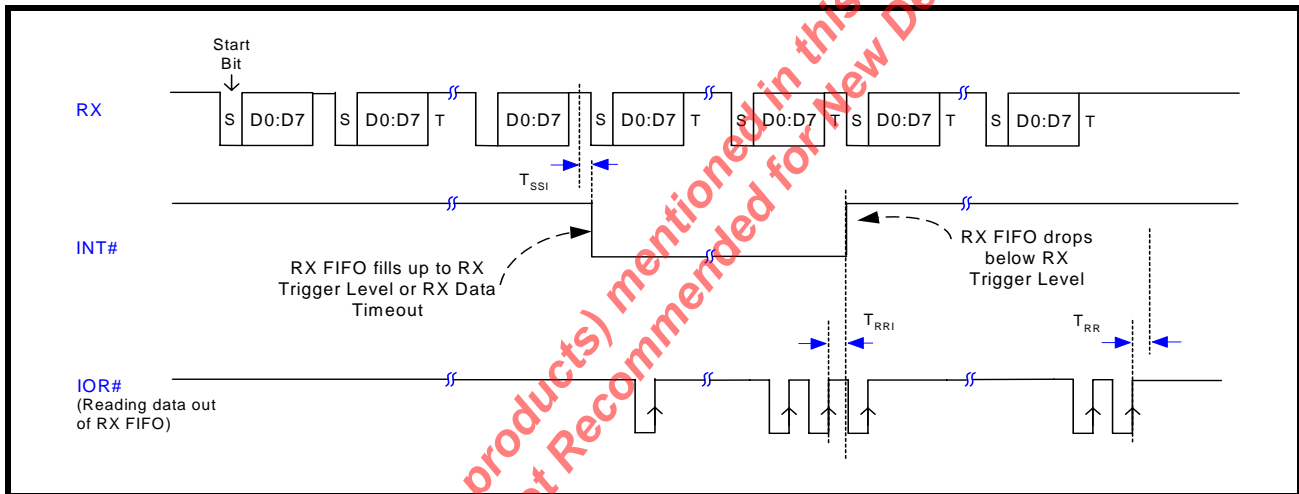 Start
Bit
RX
S D0:D7 S D0:D7 T D0:D7 S D0:D7 T S D0:D7 T S D0:D7 T S D0:D7 T
TSSI
INT#
RX FIFO fills up to RX
Trigger Level or RX Data
Timeout
RX FIFO drops
below RX
Trigger Level
TRRI
TRR
IOR#
(Reading data out
of RX FIFO)
products) mentioned in this
ot Recommended for New De